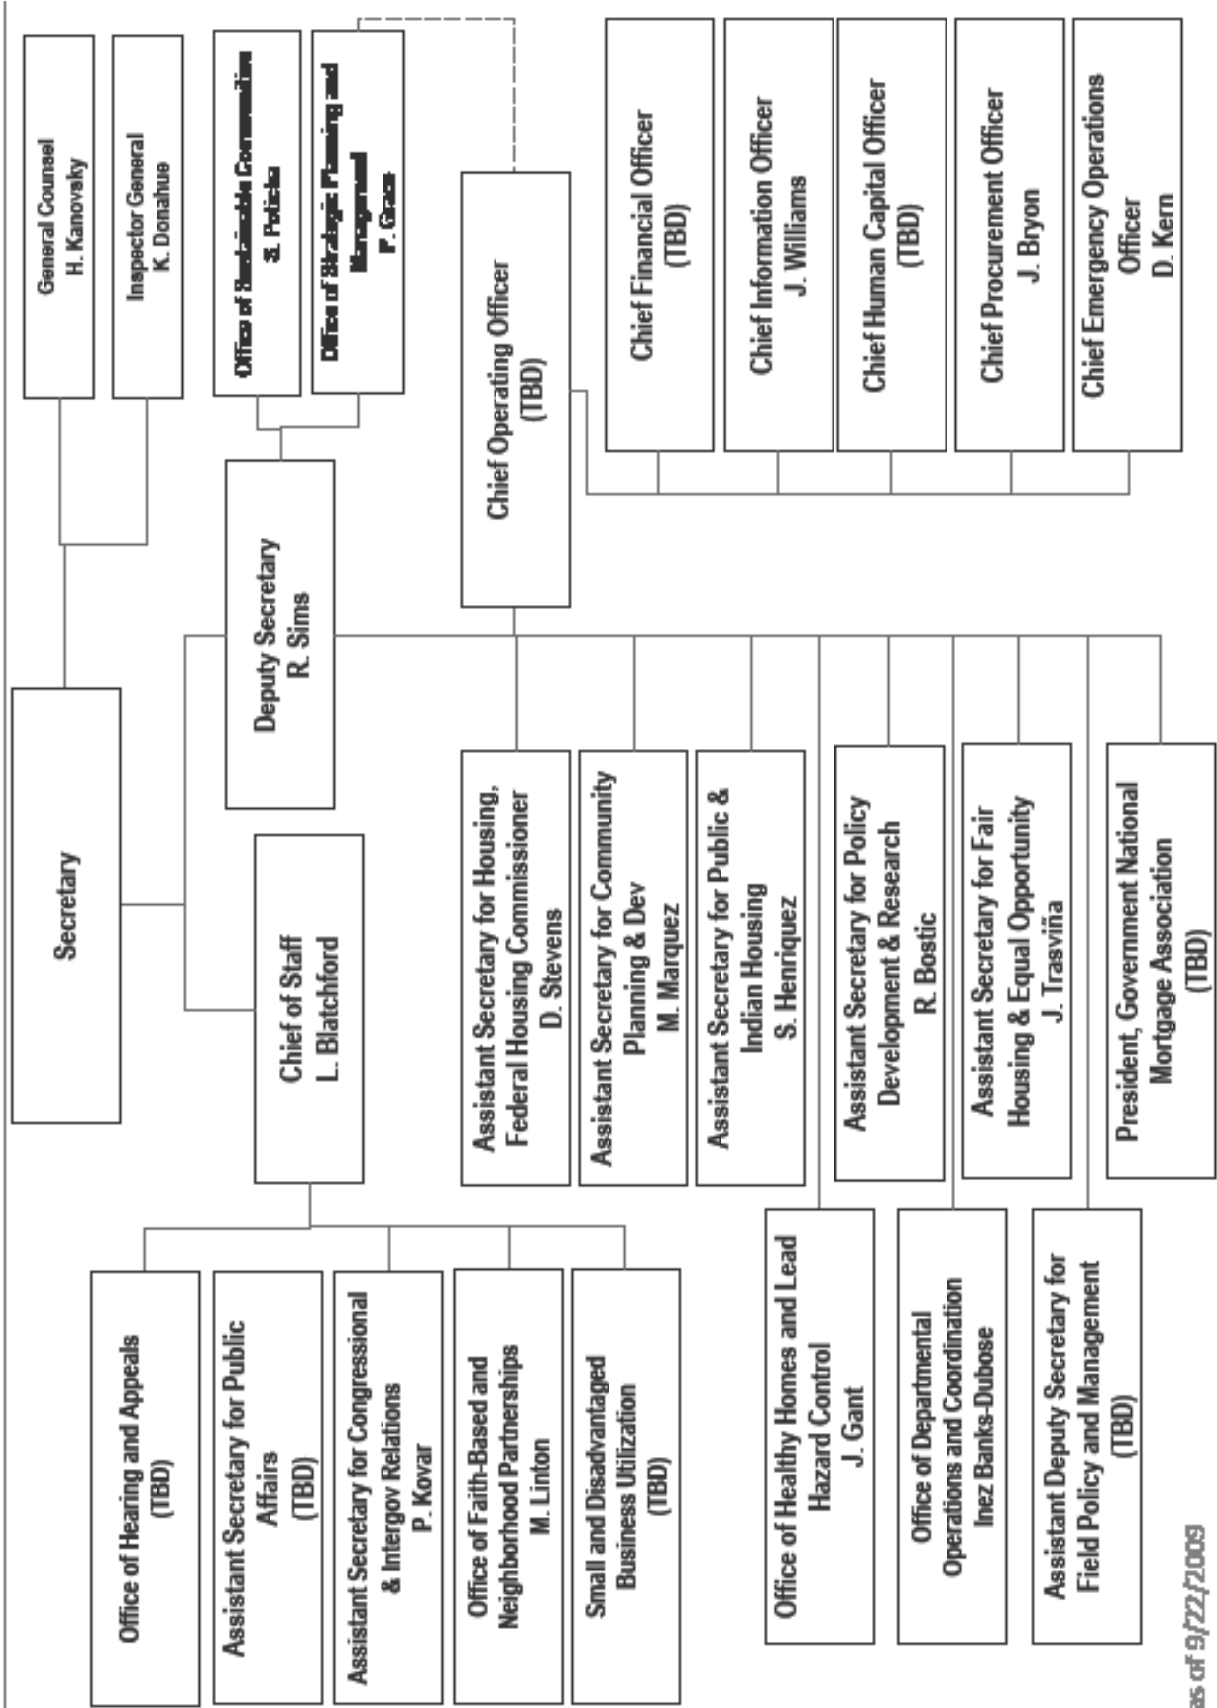 Secretary
General Counsel
H. Kanovsky
Inspector General
K. Donahue
Deputy Secretary
R. Sims
Office of Sustainable Communities
S. Poticha
Office of Strategic Planning and
Management
P. Grace
Chief of Staff
L. Blatchford
Office of Hearing and Appeals
(TBD)
Assistant Secretary for Public
Affairs
(TBD)
Assistant Secretary for Congressional
& Intergov Relations
P. Kovar
Office of Faith-Based and
Neighborhood Partnerships
M. Linton
Small and Disadvantaged
Business Utilization
(TBD)
Assistant Secretary for Housing,
Federal Housing Commissioner
D. Stevens
Assistant Secretary for Community
Planning & Dev
M. Marquez
Assistant Secretary for Public &
Indian Housing
S. Henriquez
Assistant Secretary for Policy
Development & Research
R. Bostic
Assistant Secretary for Fair
Housing & Equal Opportunity
J. Trasviña
President, Government National
Mortgage Association
(TBD)
Office of Healthy Homes and Lead
Hazard Control
J. Gant
Office of Departmental
Operations and Coordination
Inez Banks-Dubose
Assistant Deputy Secretary for
Field Policy and Management
(TBD)
Chief Operating Officer
(TBD)
Chief Financial Officer
(TBD)
Chief Information Officer
J. Williams
Chief Human Capital Officer
(TBD)
Chief Procurement Officer
J. Bryon
Chief Emergency Operations
Officer
D. Kern
as of 9/22/2009